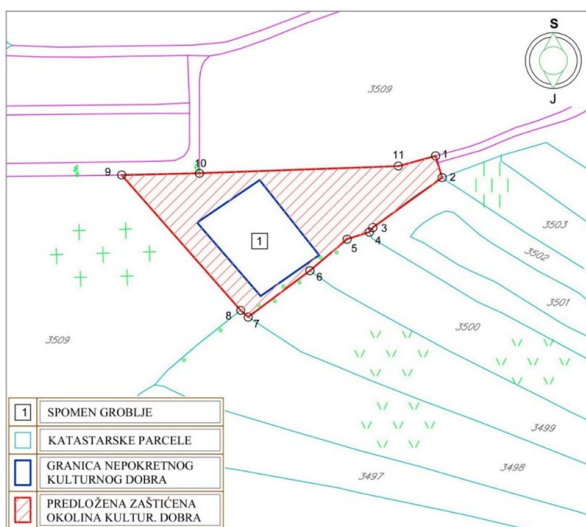 S
J
3509
1
2
3
4
5
6
7
8
9
10
11
1
3503
3502
3501
3500
3499
3498
3497
3509
1 SPOMEN GROBLJE
KATASTARSKE PARCELE
GRANICA NEPOKRETNOG
KULTURNOG DOBRA
PREDLOŽENA ZAŠTIĆENA
OKOLINA KULTUR. DOBRA